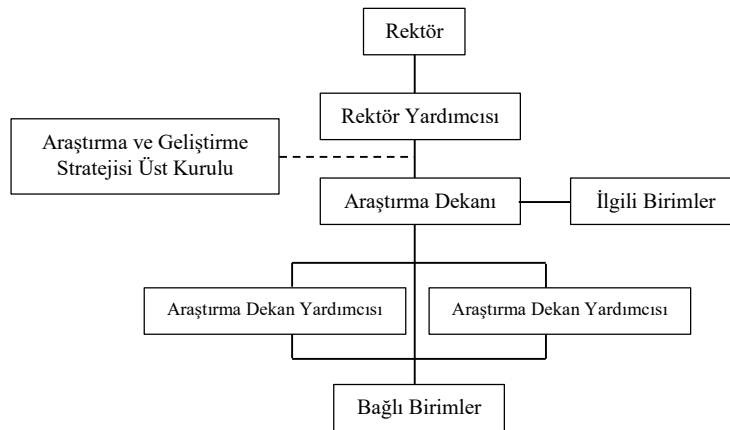 Rektör
Rektör Yardımcısı
Araştırma ve Geliştirme
Stratejisi Üst Kurulu
Araştırma Dekanı
İlgili Birimler
Araştırma Dekan Yardımcısı
Araştırma Dekan Yardımcısı
Bağlı Birimler